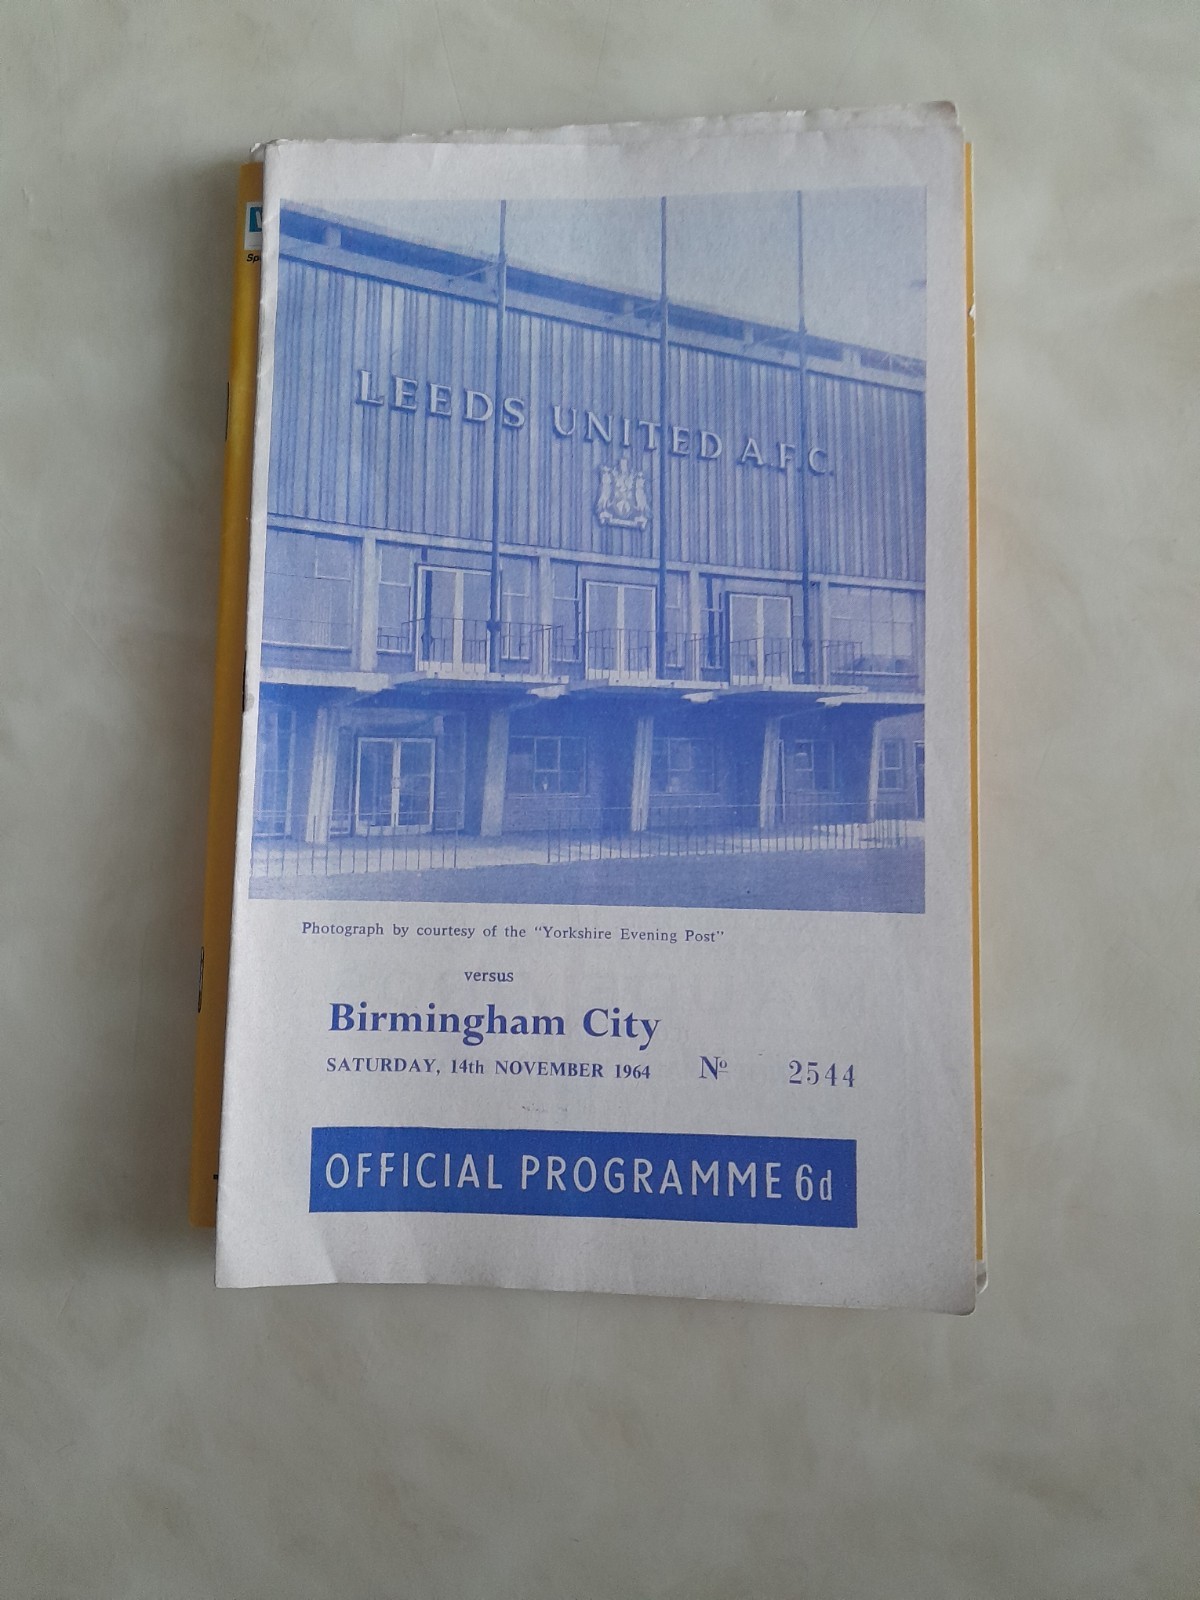 LEEDS UNITED A.F.C.
Photograph by courtesy of the "Yorkshire Evening Post"
versus
Birmingham City
SATURDAY, 14th NOVEMBER 1964 Nº 2544
OFFICIAL PROGRAMME 6d